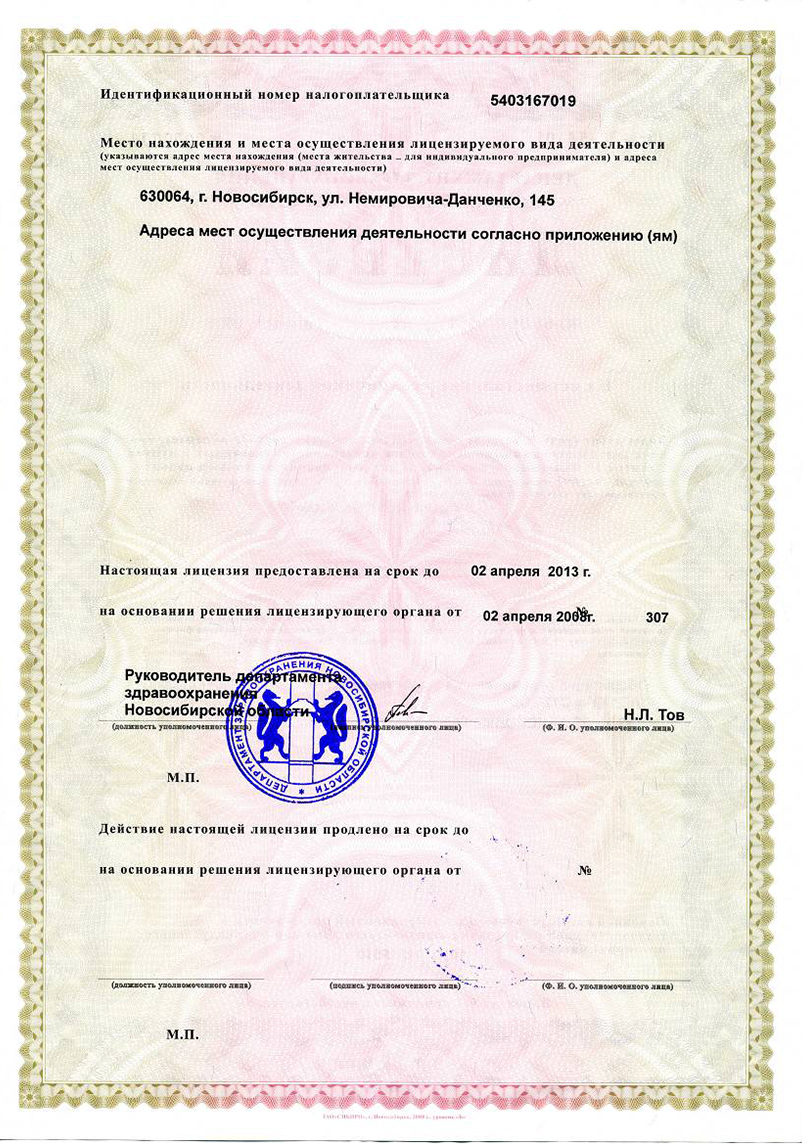 Идентификационный номер налогоплательщика 5403167019
Место нахождения и места осуществления лицензируемого вида деятельности
(указываются адрес места нахождения (места жительства – для индивидуального предпринимателя) и адреса
мест осуществления лицензируемого вида деятельности)
630064, г. Новосибирск, ул. Немировича-Данченко, 145
Адреса мест осуществления деятельности согласно приложению (ям)
Настоящая лицензия предоставлена на срок до 02 апреля 2013 г.
на основании решения лицензирующего органа от 02 апреля 2008г. № 307
Руководитель департамента
здравоохранения
Новосибирской области
Н.Л. Тов
(должность уполномоченного лица) (подпись уполномоченного лица) (Ф. И. О. уполномоченного лица)
ДЕПАРТАМЕНТ ЗДРАВООХРАНЕНИЯ НОВОСИБИРСКОЙ ОБЛАСТИ
М.П.
Действие настоящей лицензии продлено на срок до
на основании решения лицензирующего органа от №
(должность уполномоченного лица) (подпись уполномоченного лица) (Ф. И. О. уполномоченного лица)
М.П.